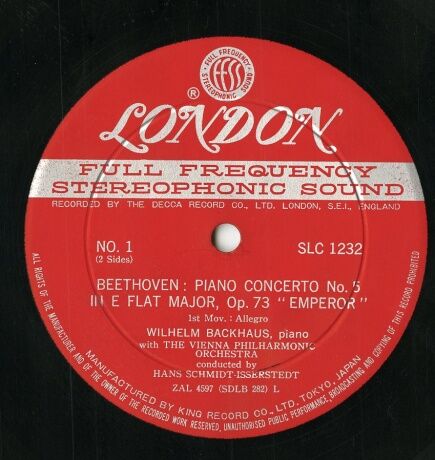 FULL FREQUENCY
ffss
STEREOPHONIC SOUND
®
LONDON
FULL FREQUENCY
STEREOPHONIC SOUND
RECORDED BY THE DECCA RECORD CO., LTD. LONDON, S.E.I., ENGLAND
NO. 1
SLC 1232
(2 Sides)
BEETHOVEN : PIANO CONCERTO No. 5
IN E FLAT MAJOR, Op. 73 "EMPEROR"
1st Mov. : Allegro
WILHELM BACKHAUS, piano
with THE VIENNA PHILHARMONIC
ORCHESTRA
conducted by
HANS SCHMIDT-ISSERSTEDT
ZAL 4597 (SDLB 282) L
MANUFACTURED BY KING RECORD CO., LTD, TOKYO, JAPAN
ALL RIGHTS OF THE MANUFACTURER AND OF THE OWNER OF THE RECORDED WORK RESERVED, UNAUTHORISED PUBLIC PERFORMANCE, BROADCASTING AND COPYING OF THIS RECORD PROHIBITED